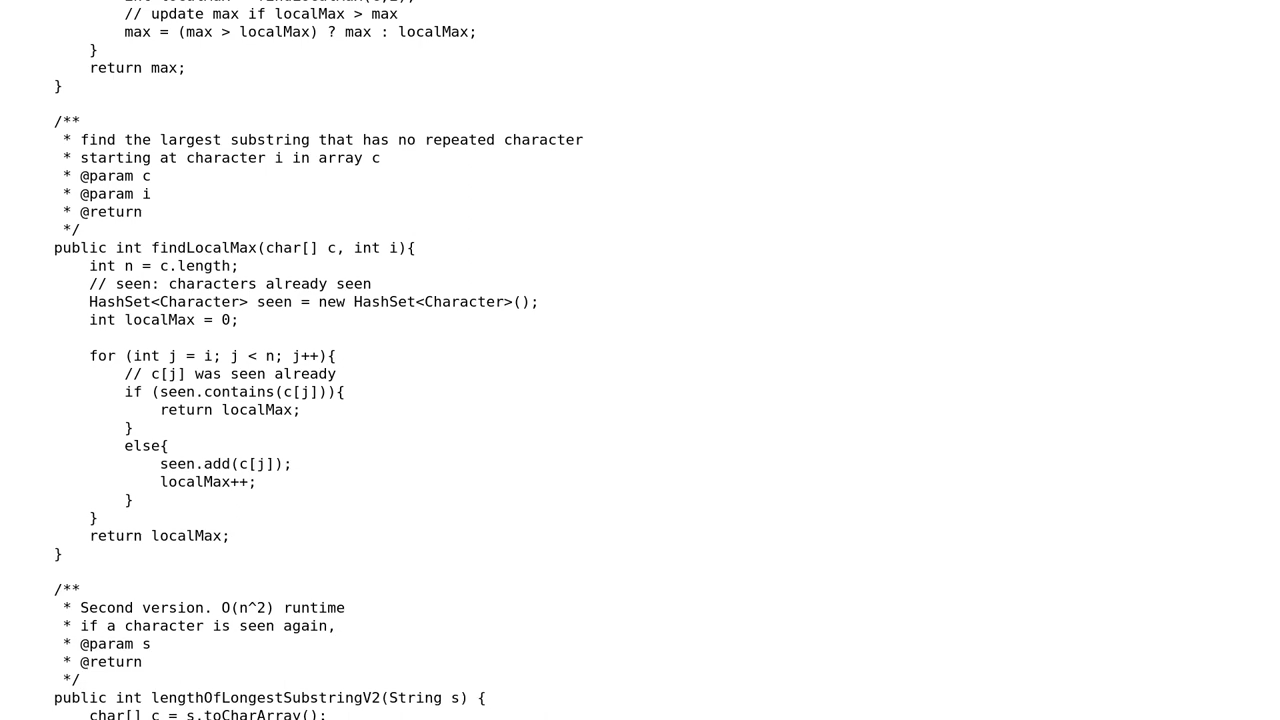 // update max if localMax > max
            max = (max > localMax) ? max : localMax;
        }
        return max;
    }

    /**
     * find the largest substring that has no repeated character
     * starting at character i in array c
     * @param c
     * @param i
     * @return
     */
    public int findLocalMax(char[] c, int i){
        int n = c.length;
        // seen: characters already seen
        HashSet<Character> seen = new HashSet<Character>();
        int localMax = 0;

        for (int j = i; j < n; j++){
            // c[j] was seen already
            if (seen.contains(c[j])){
                return localMax;
            }
            else{
                seen.add(c[j]);
                localMax++;
            }
        }
        return localMax;
    }

    /**
     * Second version. O(n^2) runtime
     * if a character is seen again,
     * @param s
     * @return
     */
    public int lengthOfLongestSubstringV2(String s) {
        char[] c = s.toCharArray();